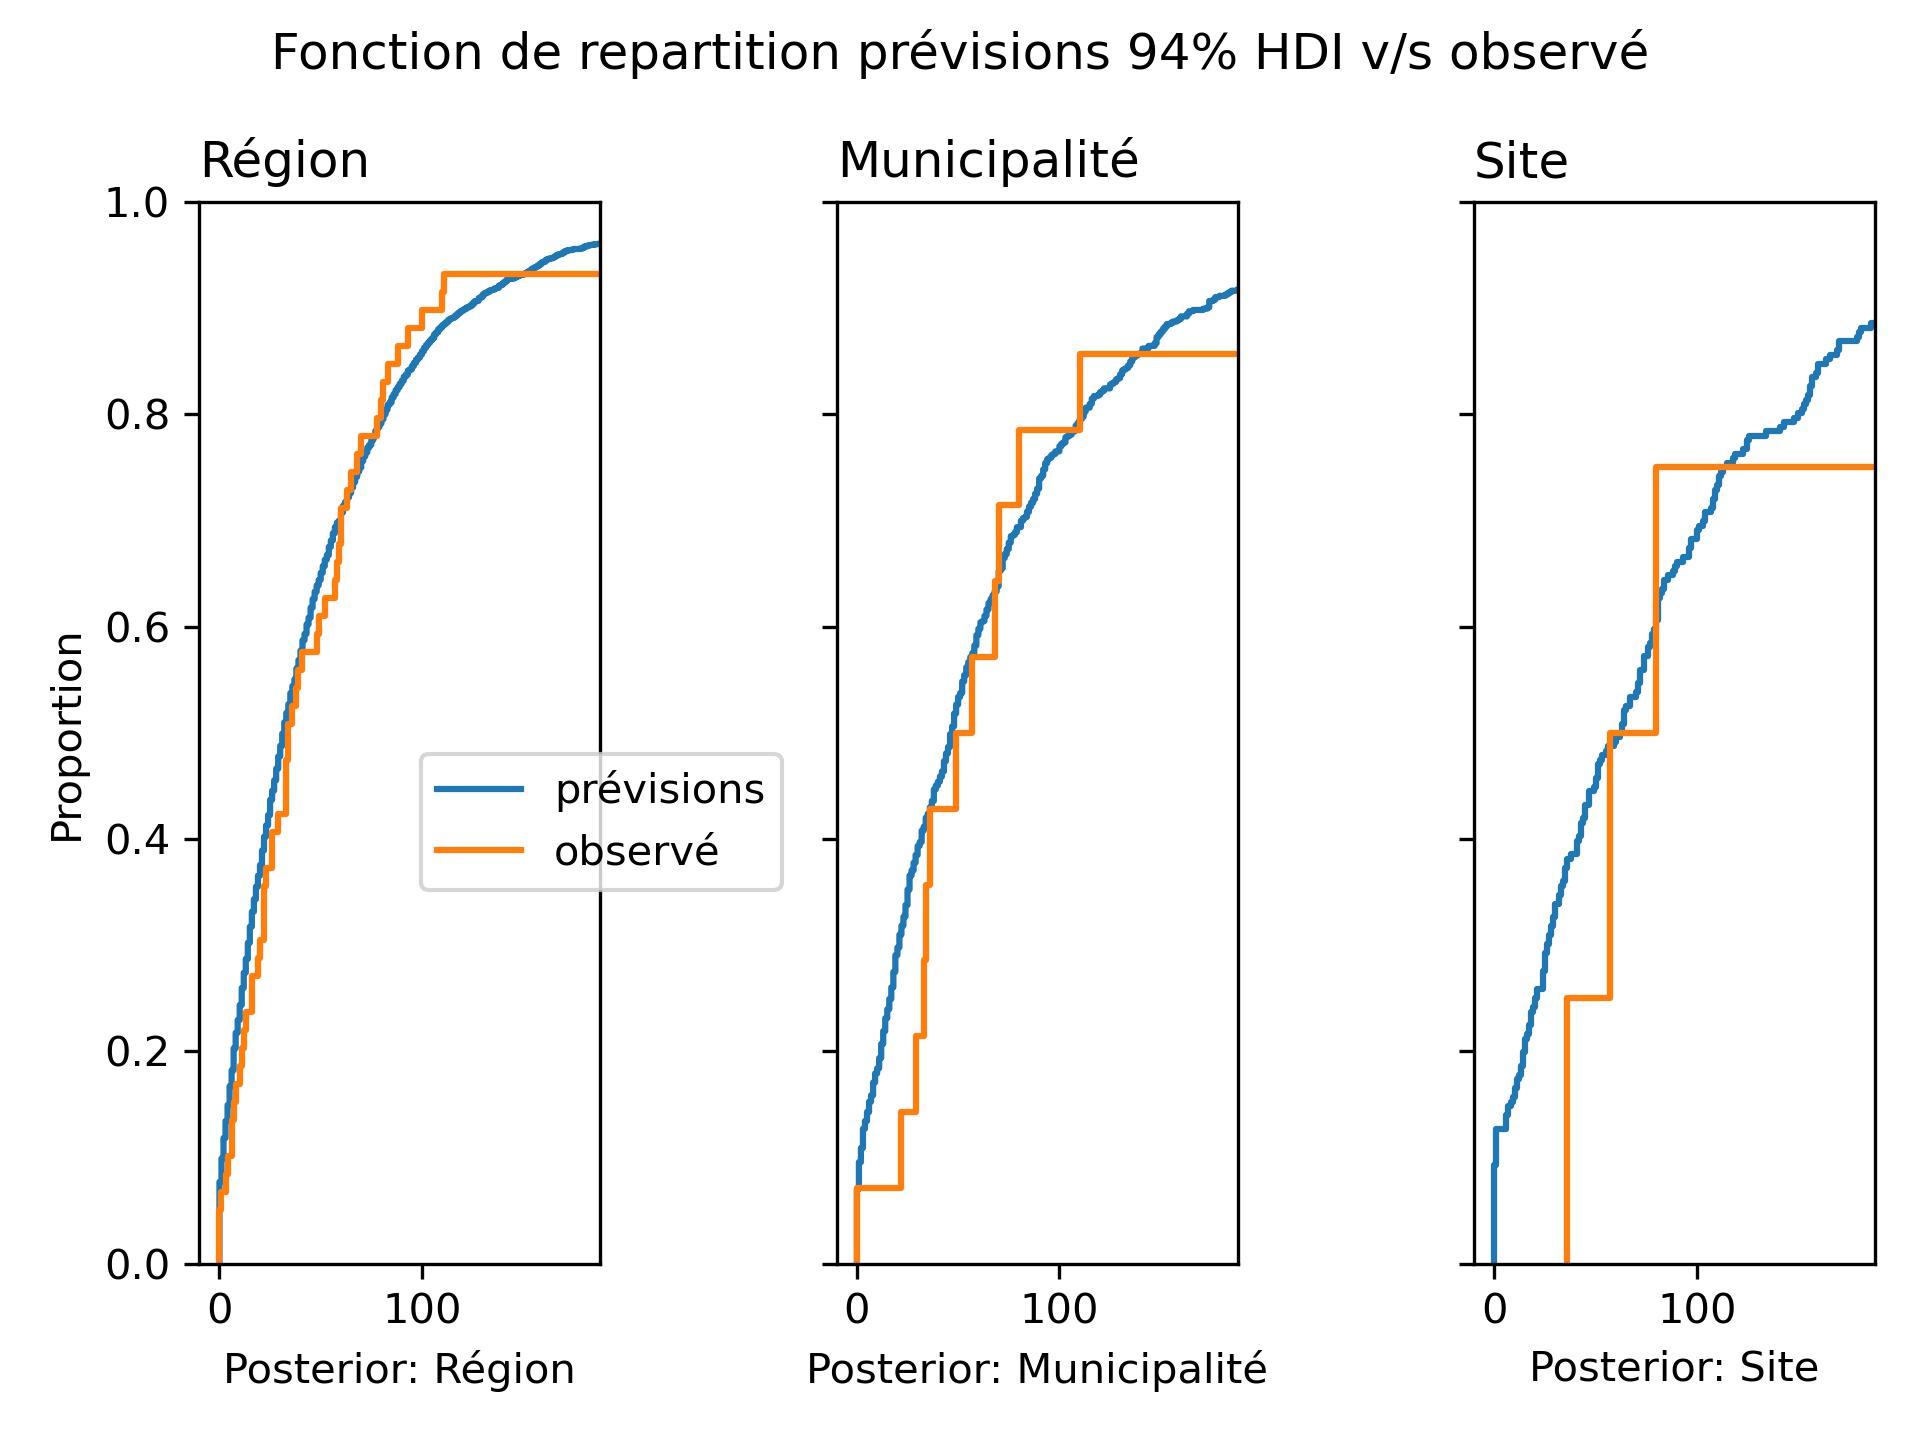 Fonction de repartition prévisions 94% HDI v/s observé
Région
Municipalité
Site
Proportion
1.0
0.8
0.6
0.4
0.2
0.0
prévisions
observé
0 100
0 100
0 100
Posterior: Région
Posterior: Municipalité
Posterior: Site